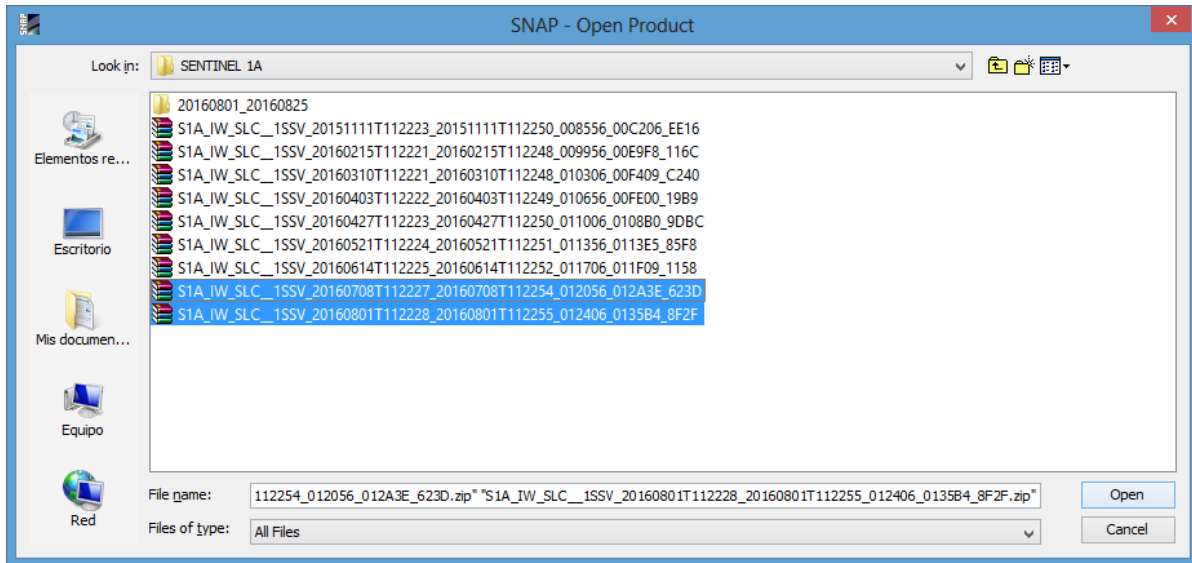 SNAP
SNAP - Open Product
Look in:
SENTINEL 1A
Elementos re...
Escritorio
Mis documen...
Equipo
Red
20160801_20160825
S1A_IW_SLC__1SSV_20151111T112223_20151111T112250_008556_00C206_EE16
S1A_IW_SLC__1SSV_20160215T112221_20160215T112248_009956_00E9F8_116C
S1A_IW_SLC__1SSV_20160310T112221_20160310T112248_010306_00F409_C240
S1A_IW_SLC__1SSV_20160403T112222_20160403T112249_010656_00FE00_19B9
S1A_IW_SLC__1SSV_20160427T112223_20160427T112250_011006_0108B0_9DBC
S1A_IW_SLC__1SSV_20160521T112224_20160521T112251_011356_0113E5_85F8
S1A_IW_SLC__1SSV_20160614T112225_20160614T112252_011706_011F09_1158
S1A_IW_SLC__1SSV_20160708T112227_20160708T112254_012056_012A3E_623D
S1A_IW_SLC__1SSV_20160801T112228_20160801T112255_012406_0135B4_8F2F
File name:
112254_012056_012A3E_623D.zip" "S1A_IW_SLC__1SSV_20160801T112228_20160801T112255_012406_0135B4_8F2F.zip"
Open
Files of type:
All Files
Cancel